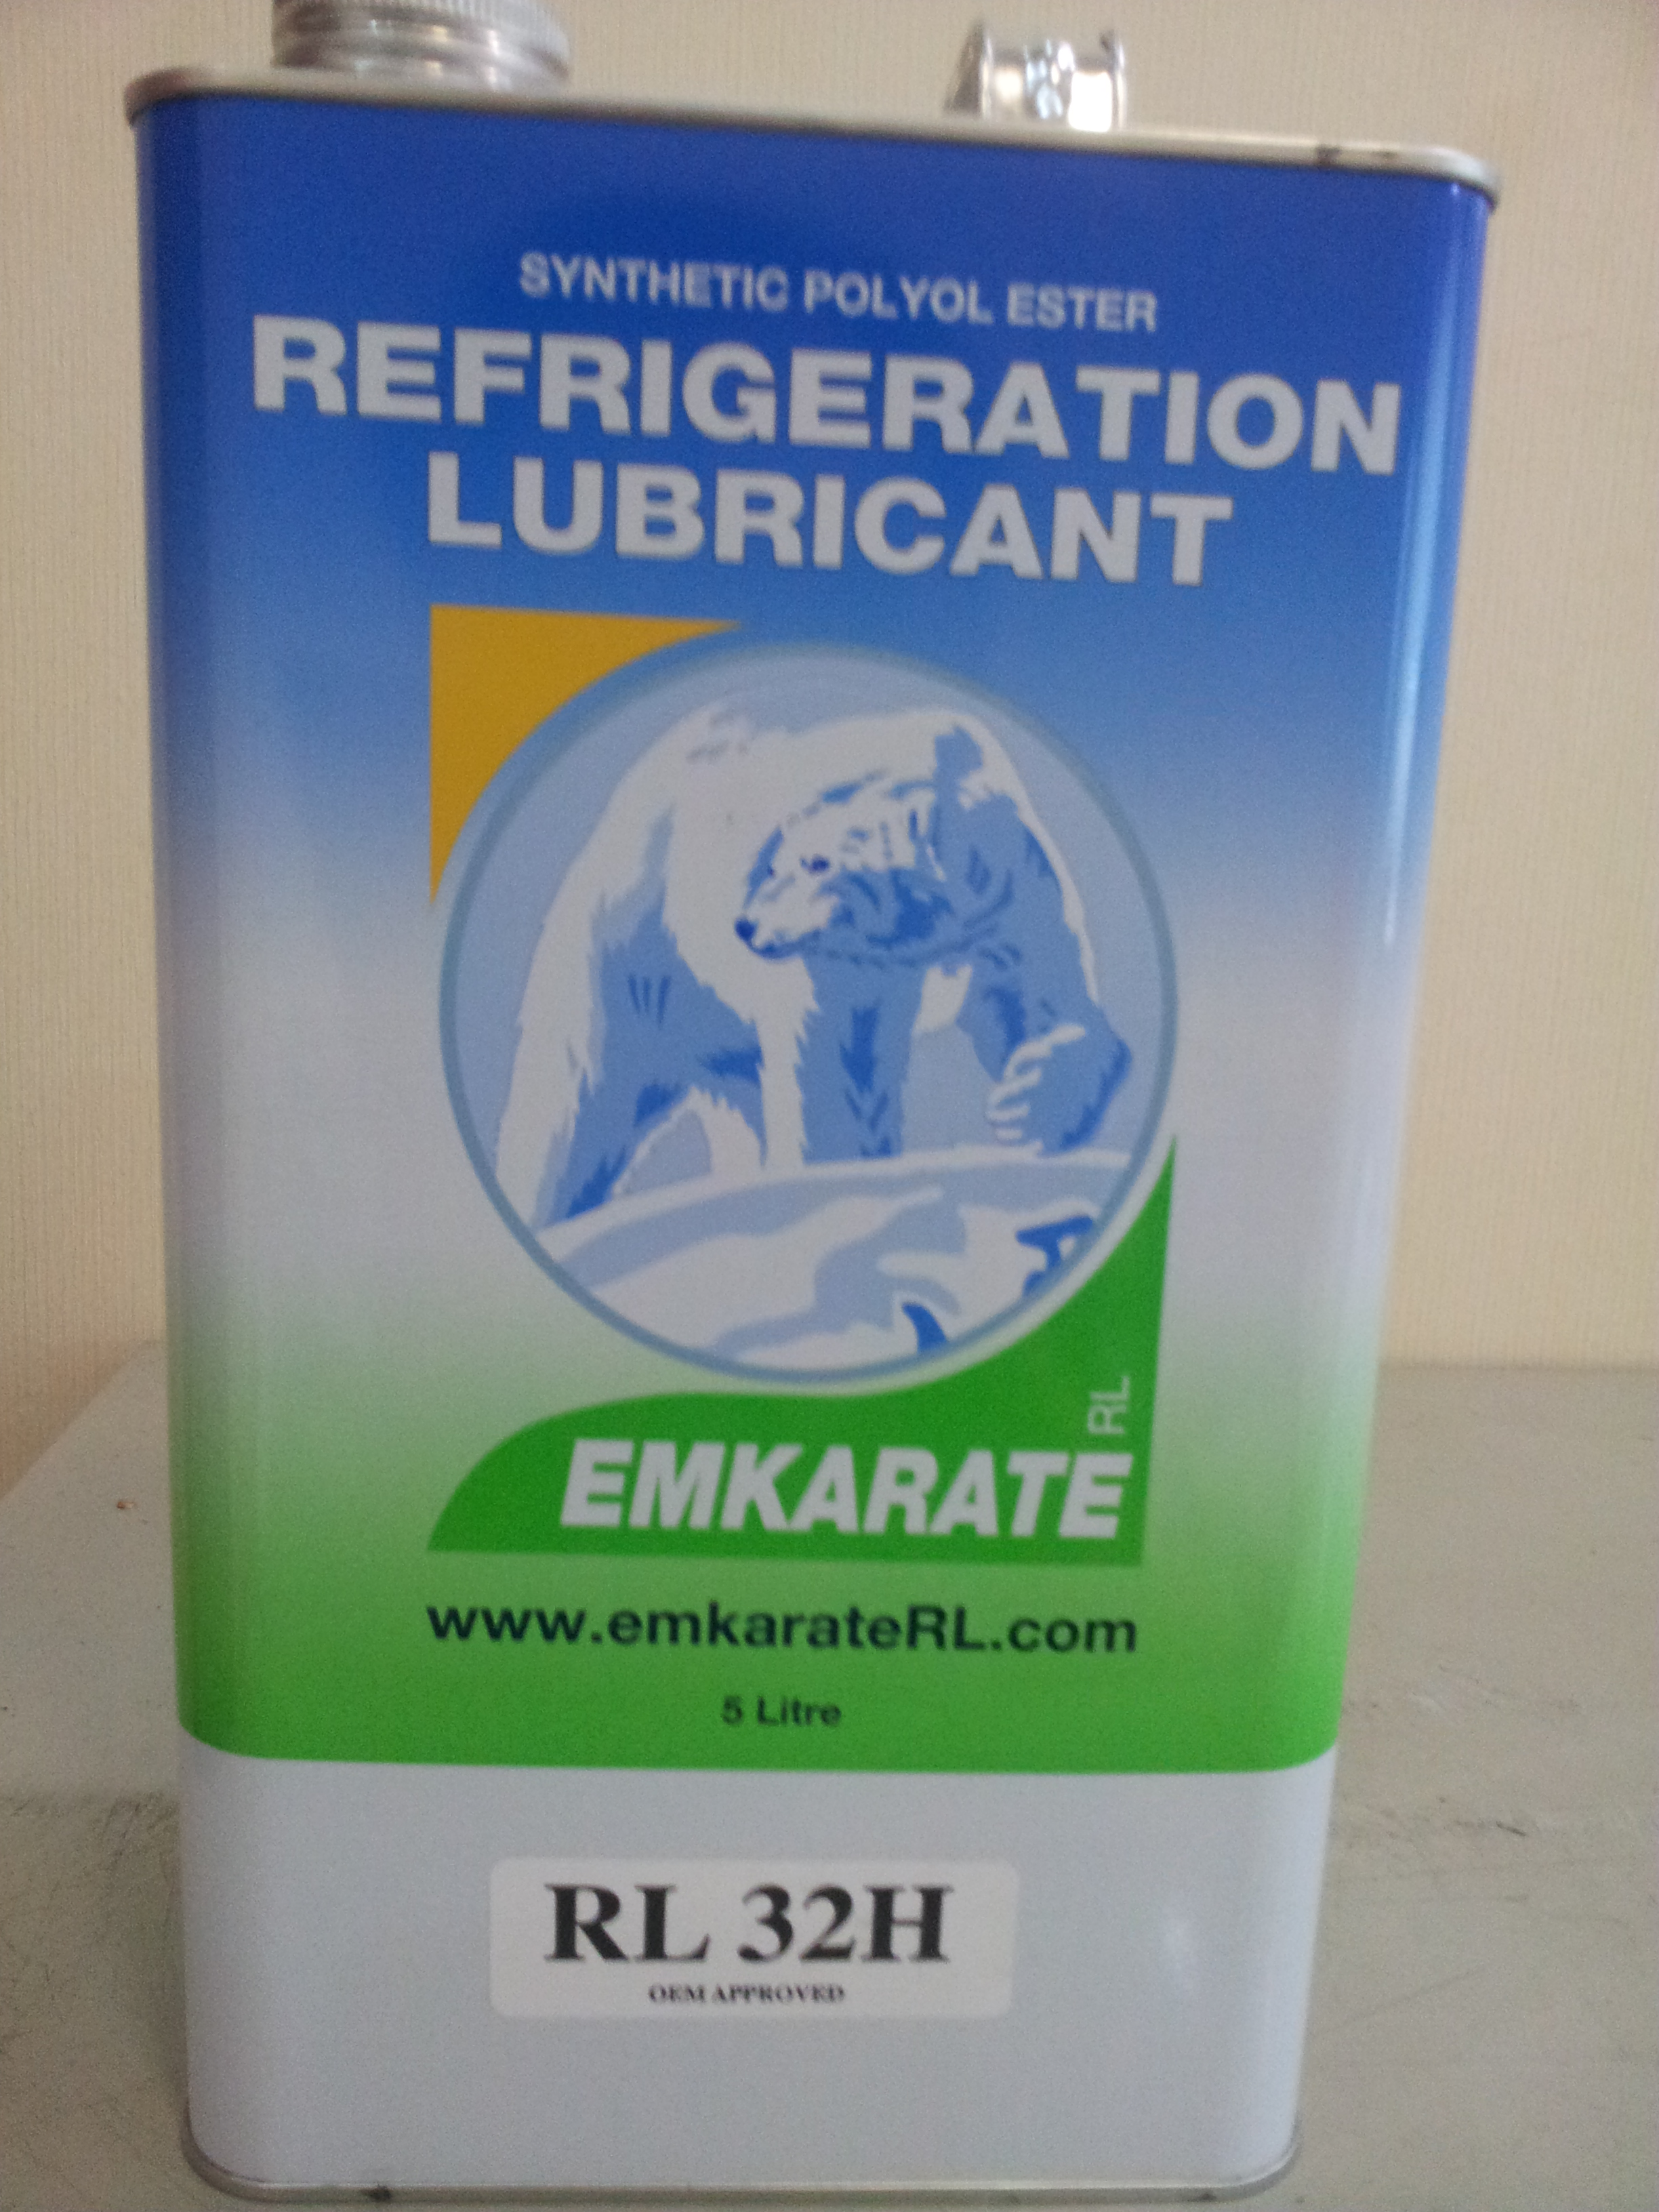 SYNTHETIC POLYOL ESTER
REFRIGERATION
LUBRICANT
RL
EMKARATE
www.emkarateRL.com
5 Litre
RL 32H
OEM APPROVED